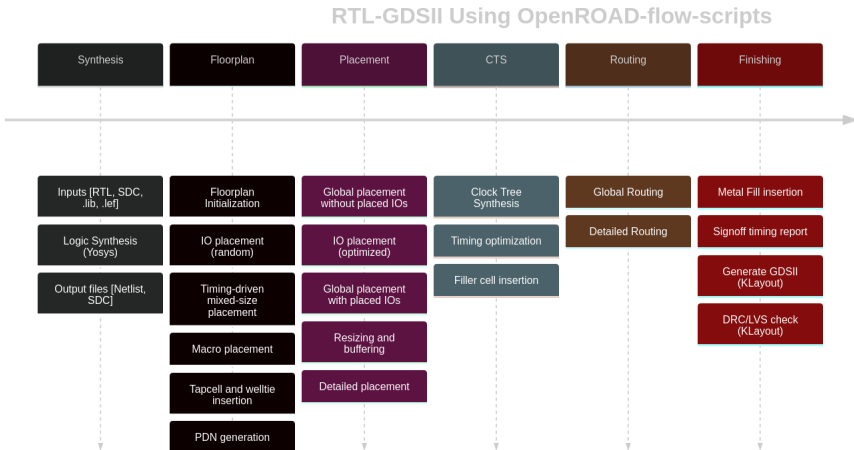 RTL-GDSII Using OpenROAD-flow-scripts
Synthesis
Floorplan
Placement
CTS
Routing
Finishing
Inputs [RTL, SDC,
.lib, .lef]
Logic Synthesis
(Yosys)
Output files [Netlist,
SDC]
Floorplan
Initialization
IO placement
(random)
Timing-driven
mixed-size
placement
Macro placement
Tapcell and welltie
insertion
PDN generation
Global placement
without placed IOs
IO placement
(optimized)
Global placement
with placed IOs
Resizing and
buffering
Detailed placement
Clock Tree
Synthesis
Timing optimization
Filler cell insertion
Global Routing
Detailed Routing
Metal Fill insertion
Signoff timing report
Generate GDSII
(KLayout)
DRC/LVS check
(KLayout)